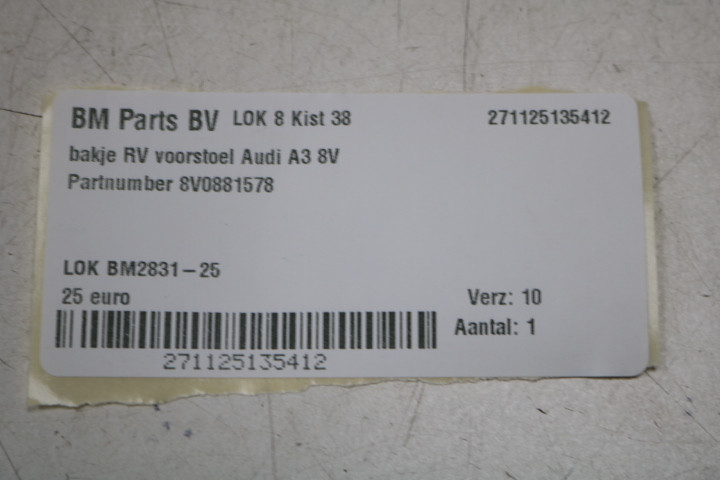 BM Parts BV LOK 8 Kist 38 271125135412
bakje RV voorstoel Audi A3 8V
Partnumber 8V0881578
LOK BM2831-25
25 euro Verz: 10
Aantal: 1
271125135412